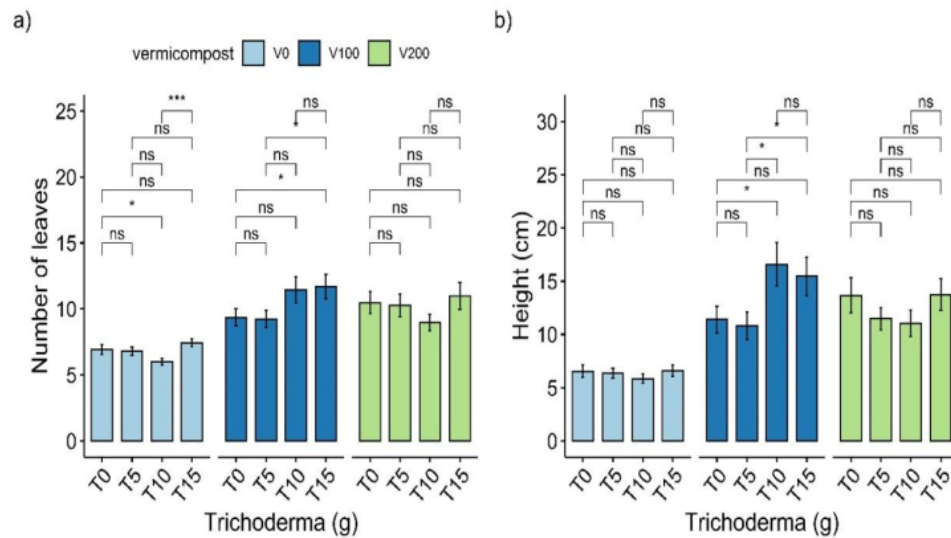 a)
vermicompost V0 V100 V200
Number of leaves
25
20
15
10
5
0
***
ns
ns
ns
*
ns
ns
*
ns
*
ns
ns
ns
ns
ns
ns
ns
ns
T0 T5 T10 T15
T0 T5 T10 T15
T0 T5 T10 T15
Trichoderma (g)
b)
Height (cm)
30
25
20
15
10
5
0
ns
ns
ns
ns
ns
ns
ns
*
*
ns
*
ns
ns
ns
ns
ns
ns
ns
T0 T5 T10 T15
T0 T5 T10 T15
T0 T5 T10 T15
Trichoderma (g)